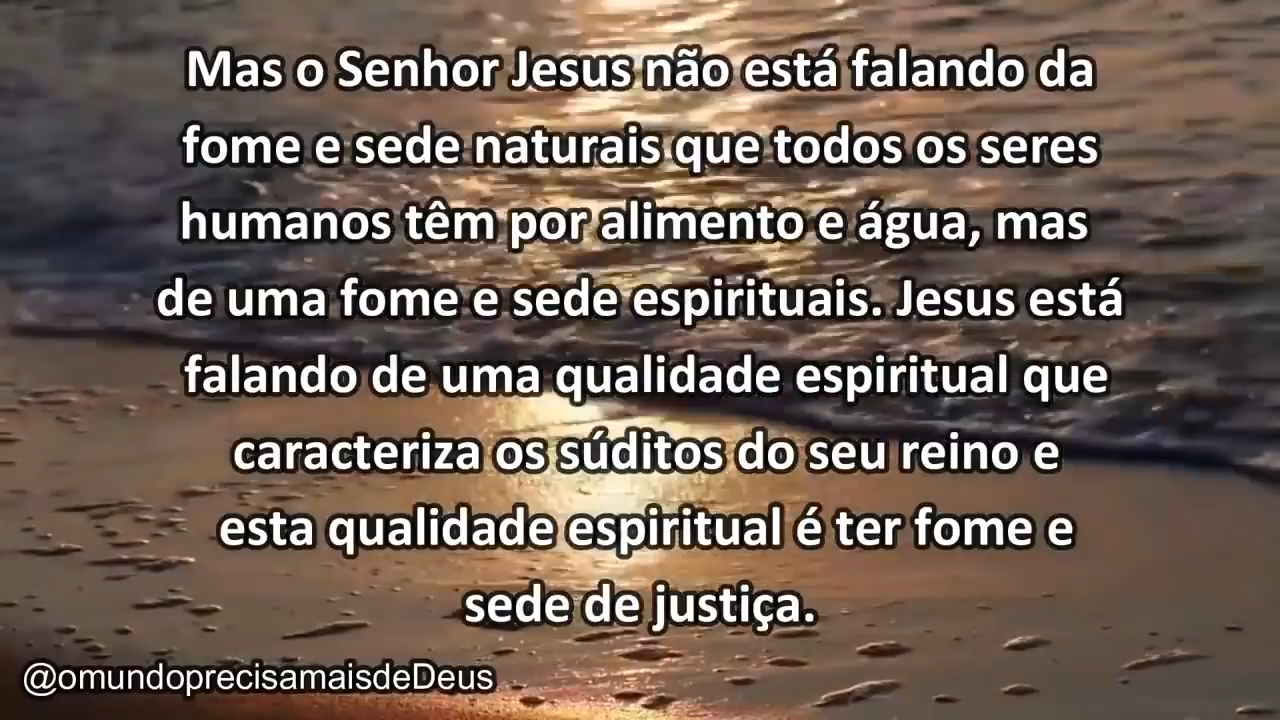 Mas o Senhor Jesus não está falando da
fome e sede naturais que todos os seres
humanos têm por alimento e água, mas
de uma fome e sede espirituais. Jesus está
falando de uma qualidade espiritual que
caracteriza os súditos do seu reino e
esta qualidade espiritual é ter fome e
sede de justiça.
@omundoprecisamaisdeDeus